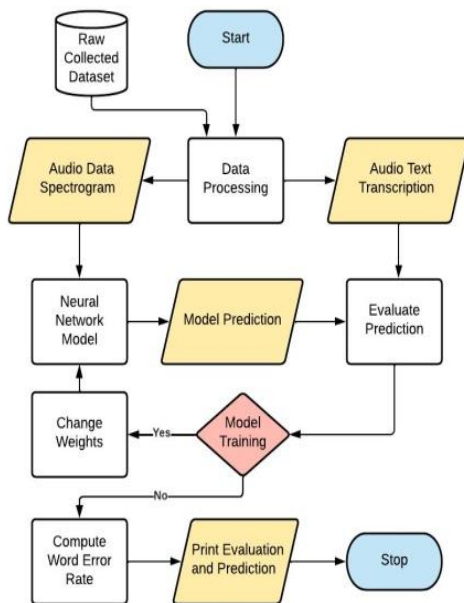 Raw
Collected
Dataset
Start
Audio Data
Spectrogram
Data
Processing
Audio Text
Transcription
Neural
Network
Model
Model Prediction
Evaluate
Prediction
Change
Weights
Yes
Model
Training
No
Compute
Word Error
Rate
Print Evaluation
and Prediction
Stop